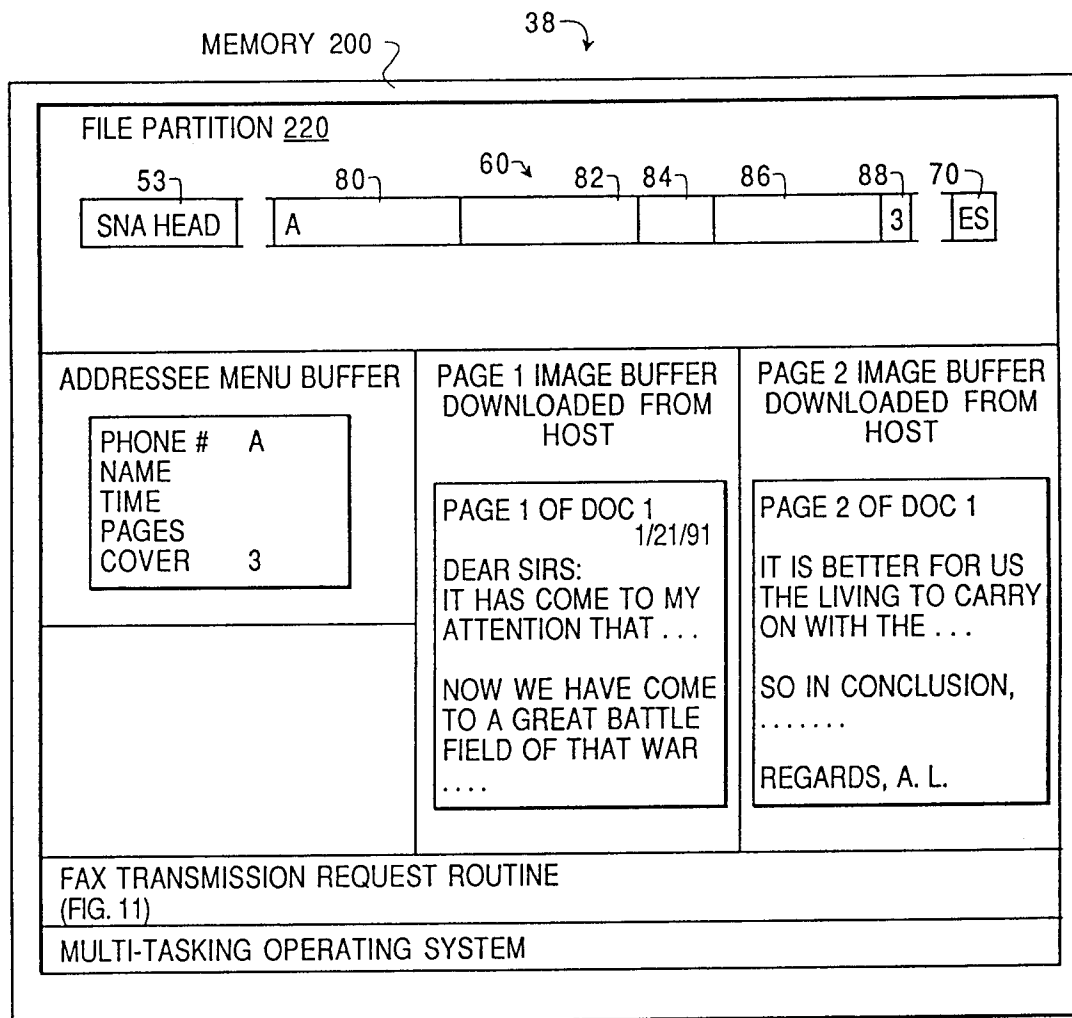 38
MEMORY 200
FILE PARTITION 220
53 80 60 82 84 86 88 70
SNA HEAD A 3 ES
ADDRESSEE MENU BUFFER
PHONE # A
NAME
TIME
PAGES
COVER 3
PAGE 1 IMAGE BUFFER
DOWNLOADED FROM
HOST
PAGE 1 OF DOC 1
1/21/91
DEAR SIRS:
IT HAS COME TO MY
ATTENTION THAT . . .
NOW WE HAVE COME
TO A GREAT BATTLE
FIELD OF THAT WAR
. . . .
PAGE 2 IMAGE BUFFER
DOWNLOADED FROM
HOST
PAGE 2 OF DOC 1
IT IS BETTER FOR US
THE LIVING TO CARRY
ON WITH THE . . .
SO IN CONCLUSION,
. . . . . . .
REGARDS, A. L.
FAX TRANSMISSION REQUEST ROUTINE
(FIG. 11)
MULTI-TASKING OPERATING SYSTEM